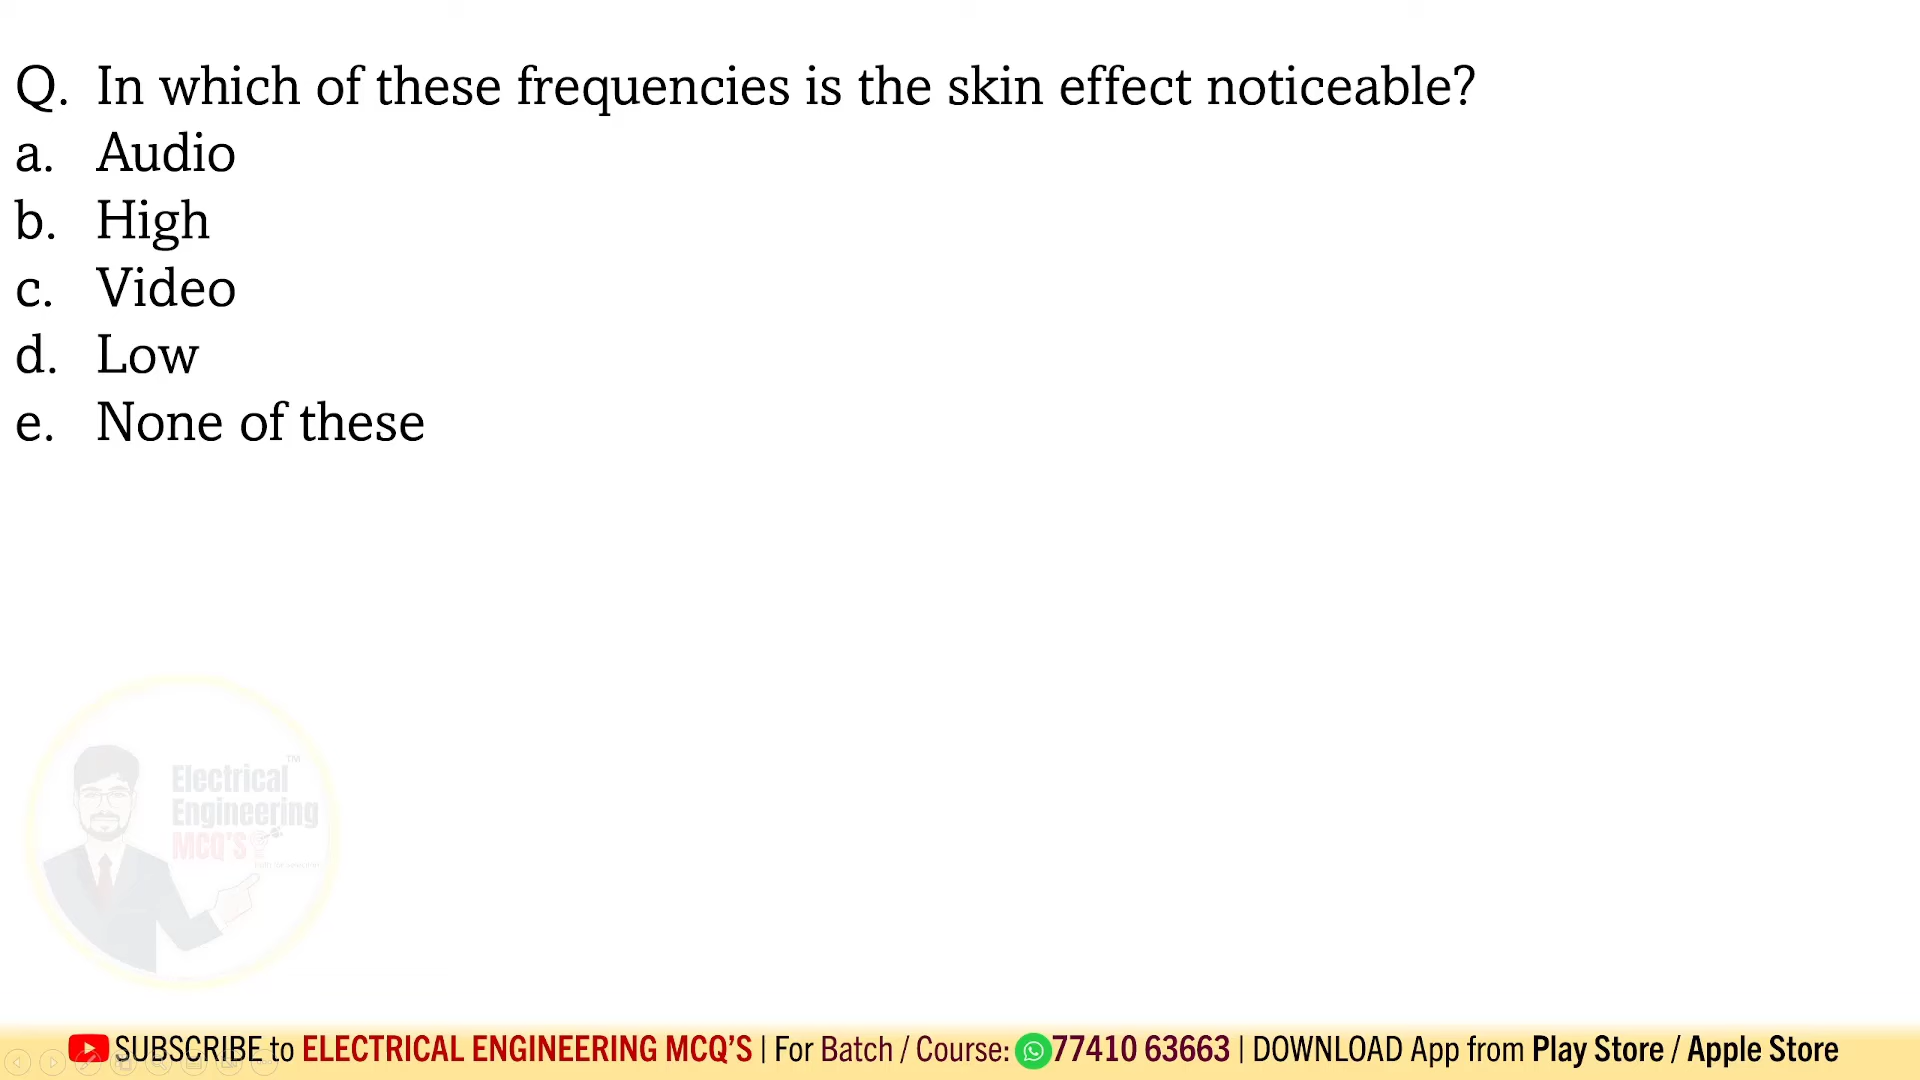 Q. In which of these frequencies is the skin effect noticeable?
a. Audio
b. High
c. Video
d. Low
e. None of these
Electrical
Engineering
MCQ'S
TM
SUBSCRIBE to ELECTRICAL ENGINEERING MCQ'S | For Batch / Course: 77410 63663 | DOWNLOAD App from Play Store / Apple Store